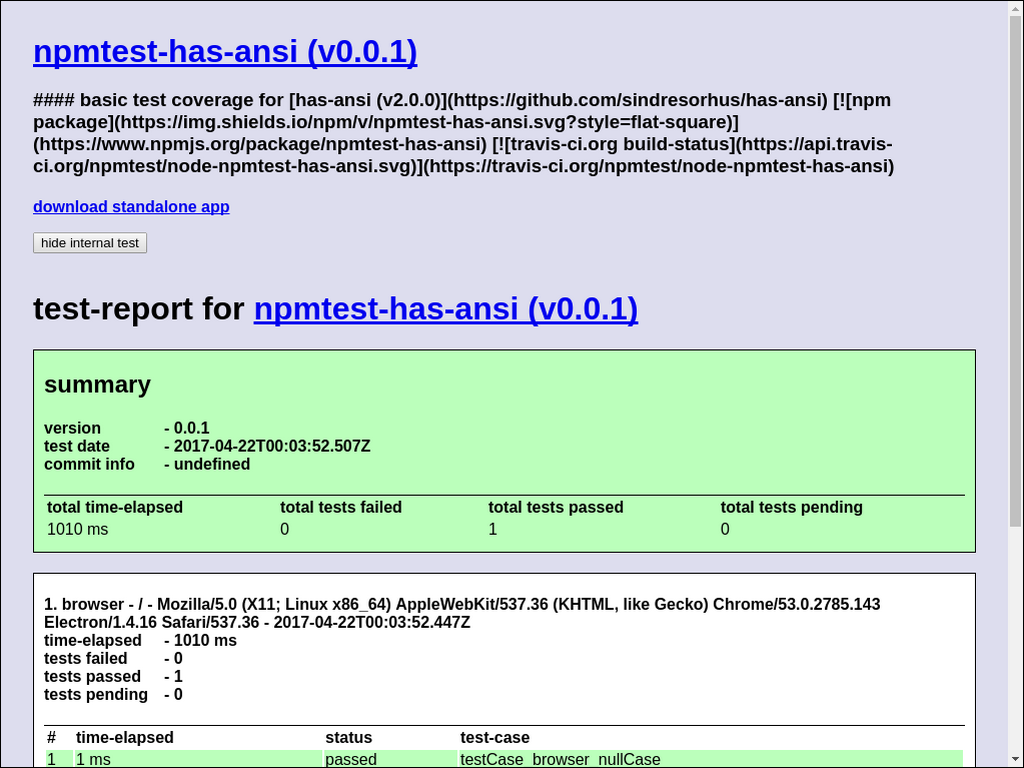 npmtest-has-ansi (v0.0.1)
#### basic test coverage for [has-ansi (v2.0.0)](https://github.com/sindresorhus/has-ansi) [![npm
package](https://img.shields.io/npm/v/npmtest-has-ansi.svg?style=flat-square)]
(https://www.npmjs.org/package/npmtest-has-ansi) [![travis-ci.org build-status](https://api.travis-
ci.org/npmtest/node-npmtest-has-ansi.svg)](https://travis-ci.org/npmtest/node-npmtest-has-ansi)
download standalone app
hide internal test
test-report for npmtest-has-ansi (v0.0.1)
summary
version - 0.0.1
test date - 2017-04-22T00:03:52.507Z
commit info - undefined
total time-elapsed total tests failed total tests passed total tests pending
1010 ms 0 1 0
1. browser - / - Mozilla/5.0 (X11; Linux x86_64) AppleWebKit/537.36 (KHTML, like Gecko) Chrome/53.0.2785.143
Electron/1.4.16 Safari/537.36 - 2017-04-22T00:03:52.447Z
time-elapsed - 1010 ms
tests failed - 0
tests passed - 1
tests pending - 0
# time-elapsed status test-case
1 1 ms passed testCase_browser_nullCase